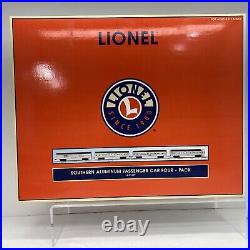 LIONEL
LIONEL
L
SINCE 1900
SOUTHERN ALUMINUM PASSENGER CAR FOUR - PACK